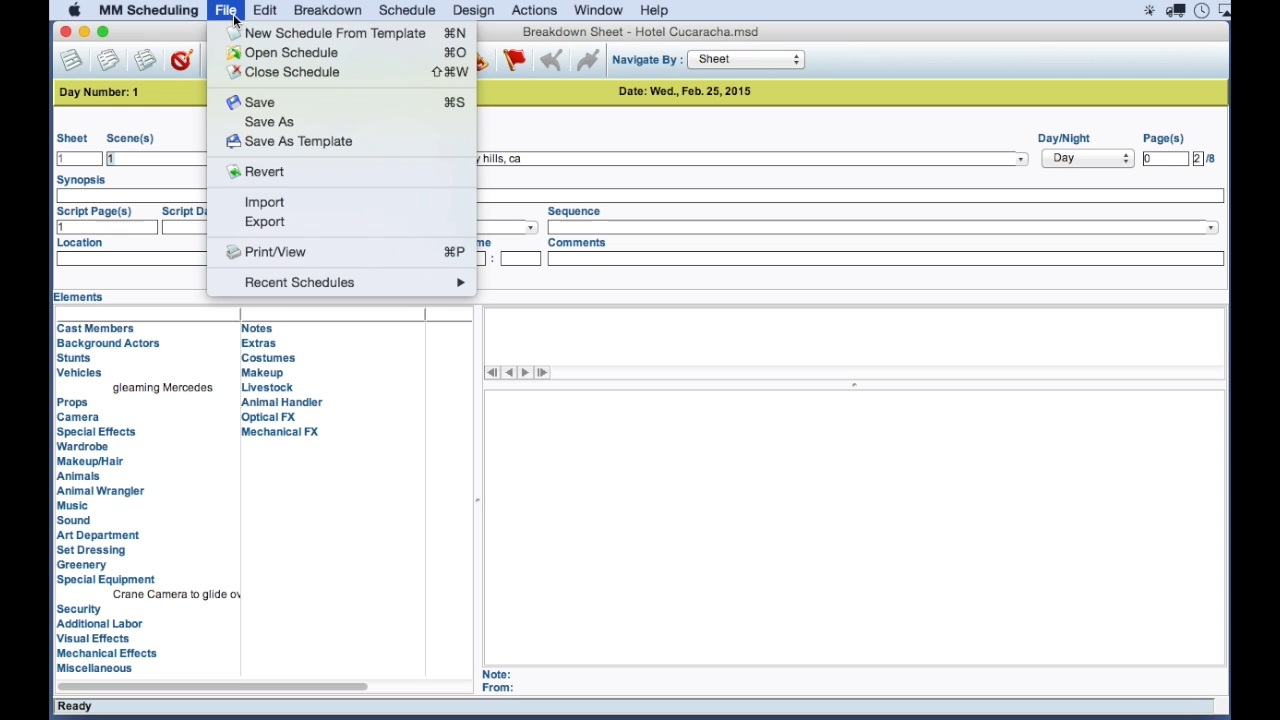 MM Scheduling File Edit Breakdown Schedule Design Actions Window Help
Breakdown Sheet - Hotel Cucaracha.msd
New Schedule From Template ⌘N
Open Schedule ⌘O
Close Schedule ⇧⌘W
Save ⌘S
Save As
Save As Template
Revert
Import
Export
Print/View ⌘P
Recent Schedules ▶
Navigate By : Sheet
Day Number: 1 Date: Wed., Feb. 25, 2015
Sheet Scene(s) Day/Night Page(s)
1 1 y hills, ca Day 0 2 /8
Synopsis
Script Page(s) Script Da Sequence
1
Location me Comments
:
Elements
Cast Members Notes
Background Actors Extras
Stunts Costumes
Vehicles Makeup
gleaming Mercedes Livestock
Props Animal Handler
Camera Optical FX
Special Effects Mechanical FX
Wardrobe
Makeup/Hair
Animals
Animal Wrangler
Music
Sound
Art Department
Set Dressing
Greenery
Special Equipment
Crane Camera to glide ov
Security
Additional Labor
Visual Effects
Mechanical Effects
Miscellaneous
Note:
From:
Ready